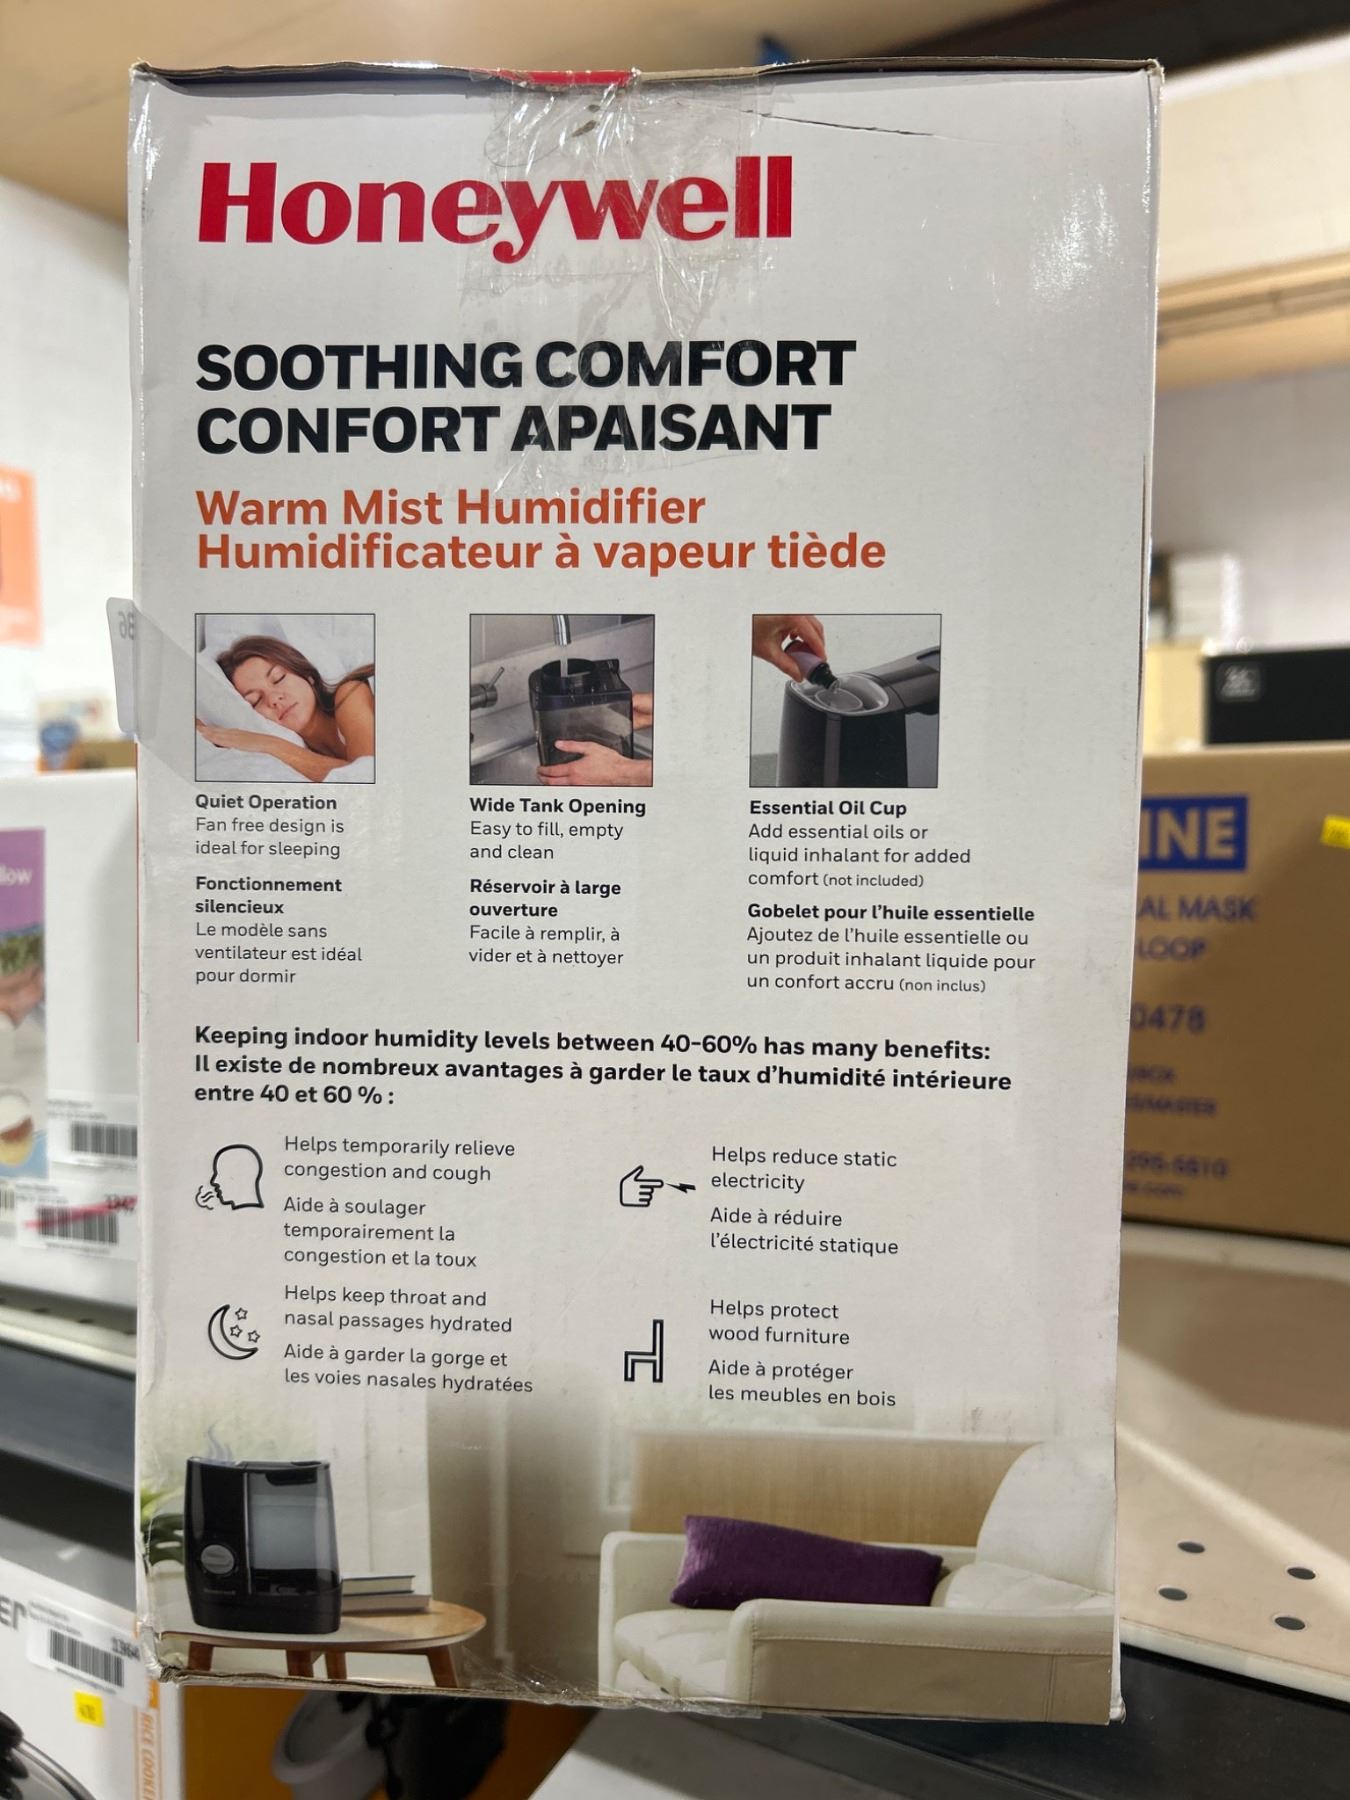 Honeywell
SOOTHING COMFORT
CONFORT APAISANT
Warm Mist Humidifier
Humidificateur à vapeur tiède
Quiet Operation
Fan free design is
ideal for sleeping
Fonctionnement
silencieux
Le modèle sans
ventilateur est idéal
pour dormir
Wide Tank Opening
Easy to fill, empty
and clean
Réservoir à large
ouverture
Facile à remplir, à
vider et à nettoyer
Essential Oil Cup
Add essential oils or
liquid inhalant for added
comfort (not included)
Gobelet pour l'huile essentielle
Ajoutez de l'huile essentielle ou
un produit inhalant liquide pour
un confort accru (non inclus)
Keeping indoor humidity levels between 40-60% has many benefits:
Il existe de nombreux avantages à garder le taux d'humidité intérieure
entre 40 et 60 % :
Helps temporarily relieve
congestion and cough
Aide à soulager
temporairement la
congestion et la toux
Helps reduce static
electricity
Aide à réduire
l'électricité statique
Helps keep throat and
nasal passages hydrated
Aide à garder la gorge et
les voies nasales hydratées
Helps protect
wood furniture
Aide à protéger
les meubles en bois
INE
AL MASK
LOOP
0478
RICE COOKE